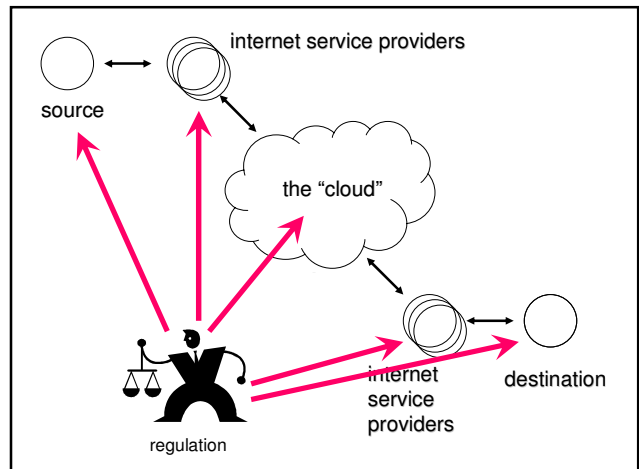 internet service providers
source
the “cloud”
internet
service
providers
destination
regulation